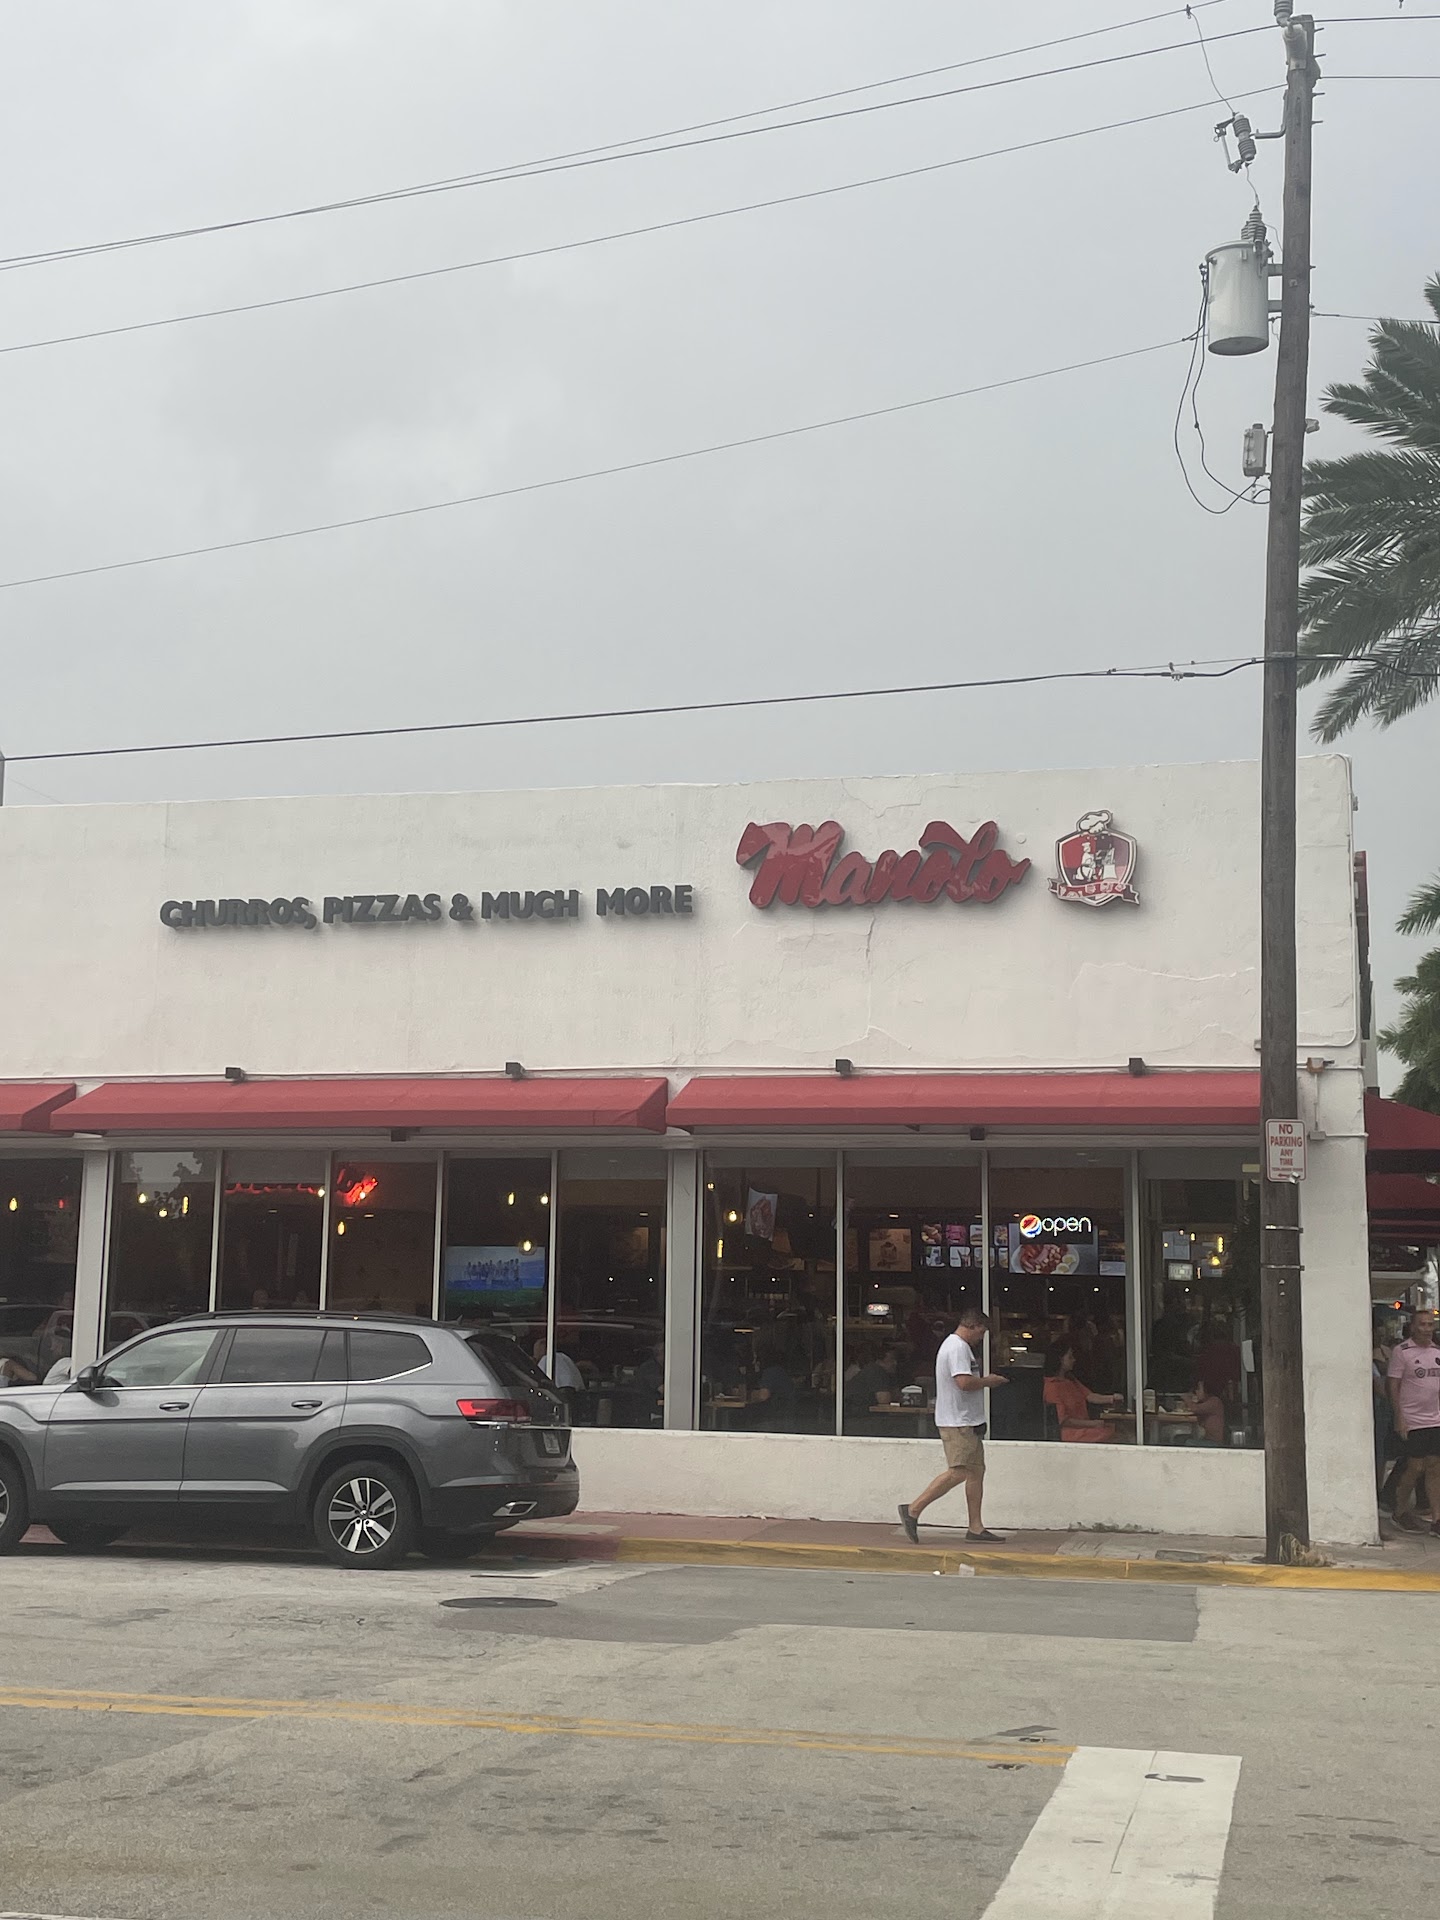 CHURROS, PIZZAS & MUCH MORE
Manolo
open
NO
PARKING
ANY
TIME